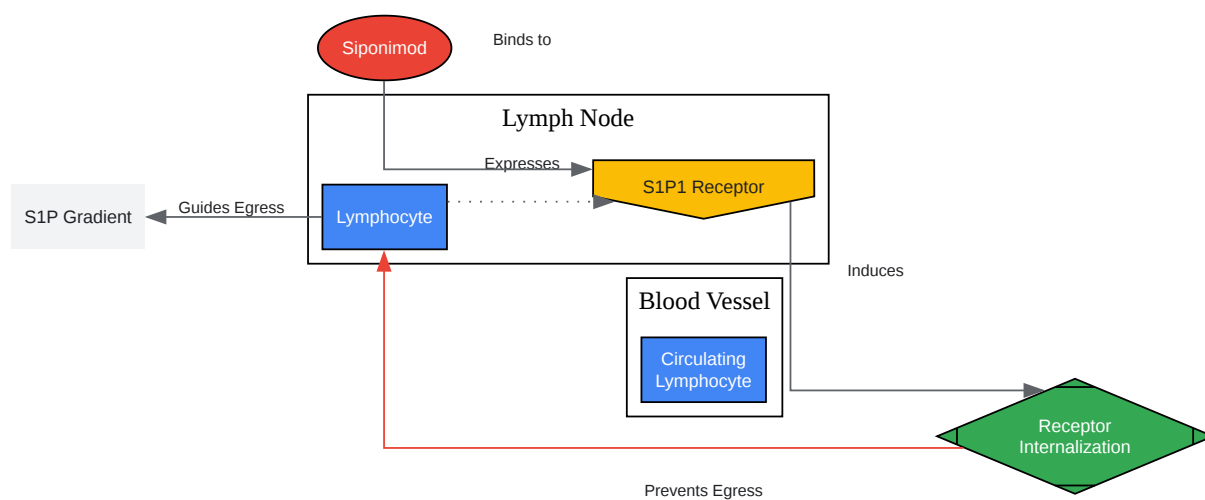 Siponimod
Binds to
Lymph Node
Expresses
S1P1 Receptor
S1P Gradient
Guides Egress
Lymphocyte
Induces
Blood Vessel
Circulating
Lymphocyte
Receptor
Internalization
Prevents Egress